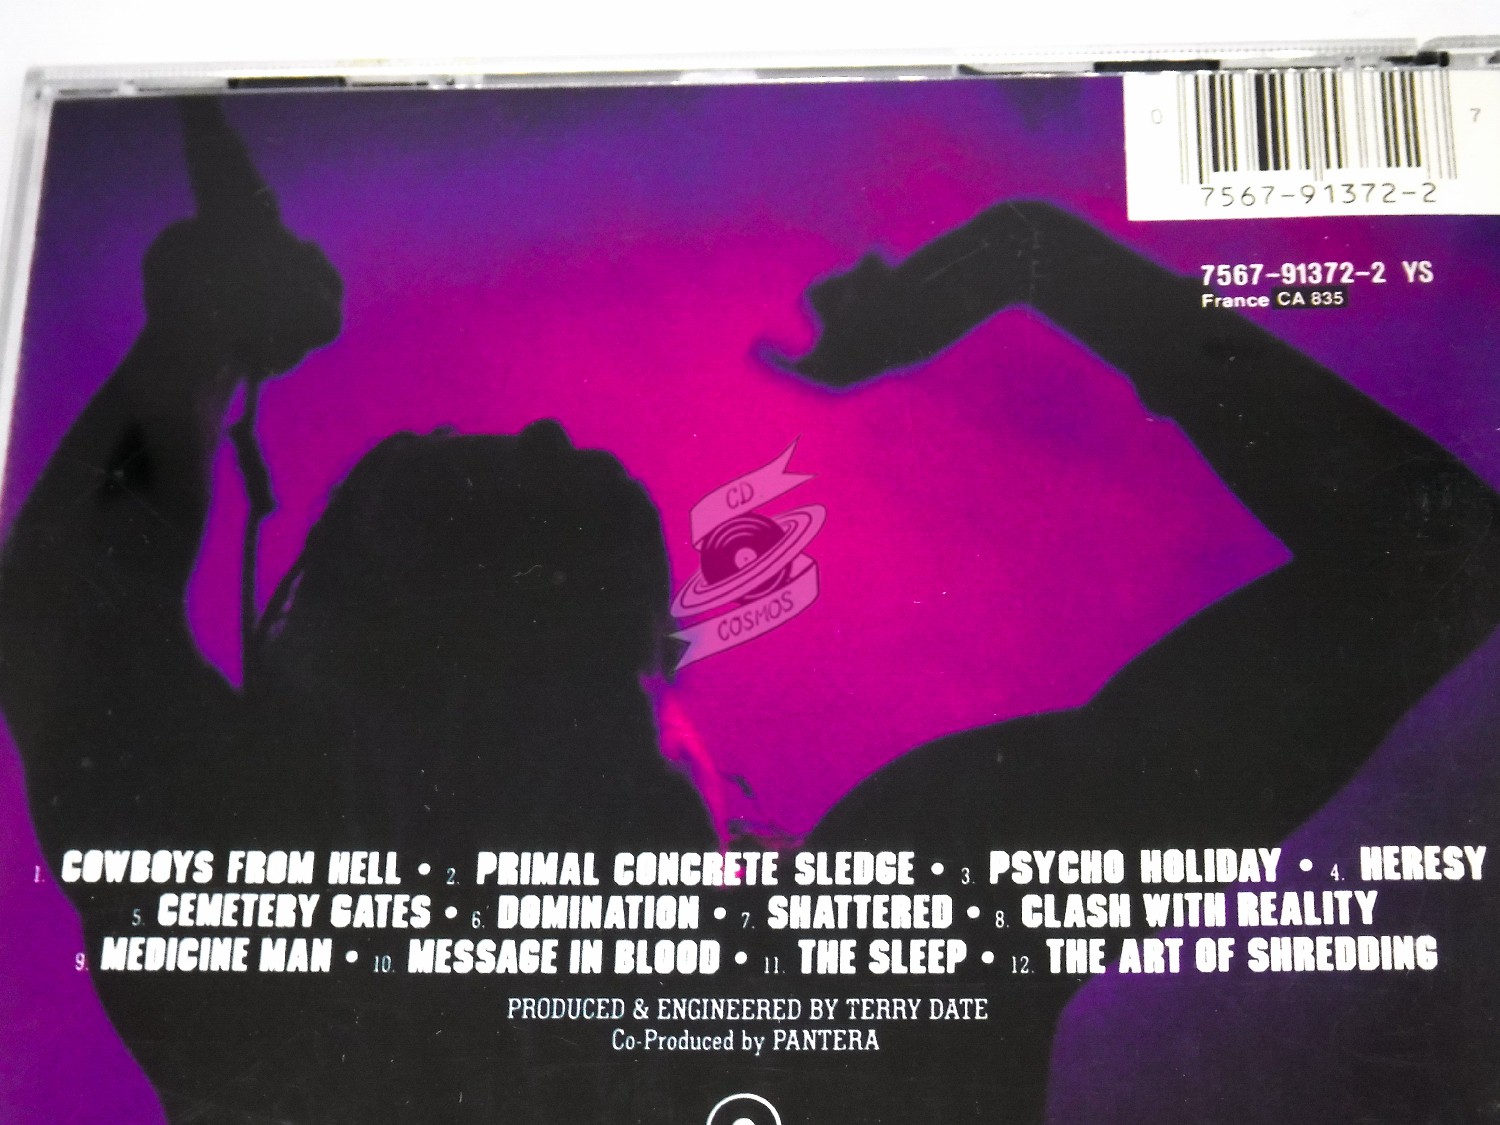 0 7
7567-91372-2
7567-91372-2 YS
France CA 835
CD
COSMOS
1. COWBOYS FROM HELL • 2. PRIMAL CONCRETE SLEDGE • 3. PSYCHO HOLIDAY • 4. HERESY
5. CEMETERY GATES • 6. DOMINATION • 7. SHATTERED • 8. CLASH WITH REALITY
9. MEDICINE MAN • 10. MESSAGE IN BLOOD • 11. THE SLEEP • 12. THE ART OF SHREDDING
PRODUCED & ENGINEERED BY TERRY DATE
Co-Produced by PANTERA